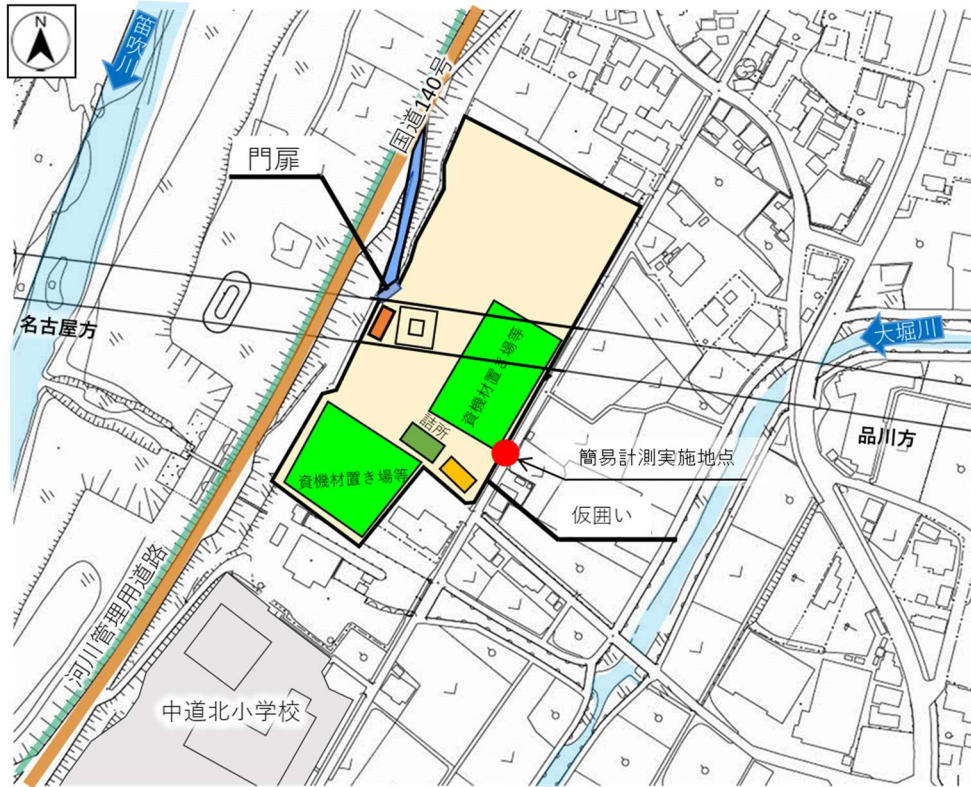 N
笛吹川
国道140号
門扉
名古屋方
大堀川
資機材置き場等
品川方
詰所
簡易計測実施地点
資機材置き場等
仮囲い
河川管理用道路
中道北小学校